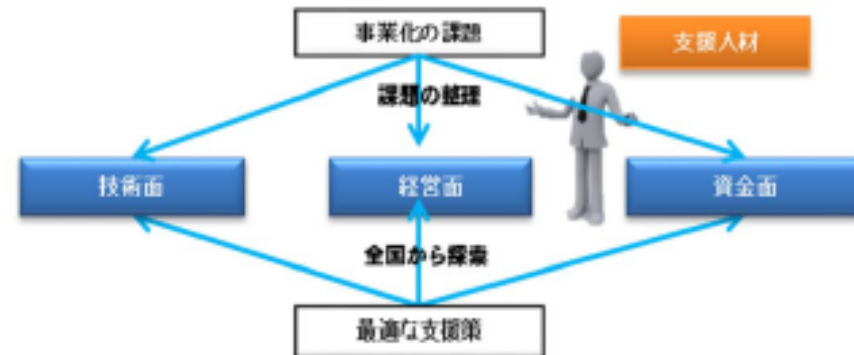 事業化の課題
支援人材
課題の整理
技術面
経営面
資金面
全国から探索
最適な支援策